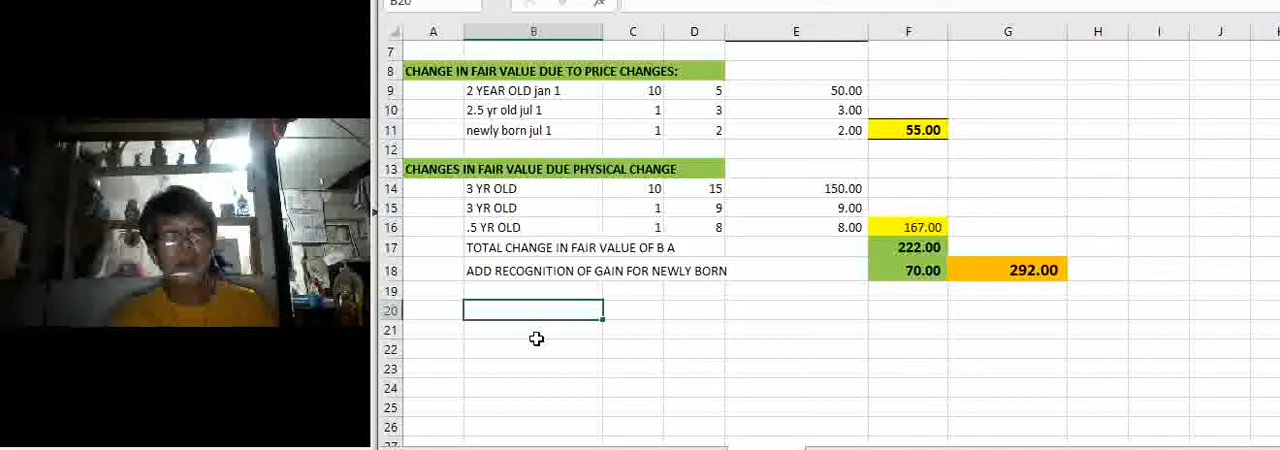 B20 fx
A B C D E F G H I J K
7
8 CHANGE IN FAIR VALUE DUE TO PRICE CHANGES:
9 2 YEAR OLD jan 1 10 5 50.00
10 2.5 yr old jul 1 1 3 3.00
11 newly born jul 1 1 2 2.00 55.00
12
13 CHANGES IN FAIR VALUE DUE PHYSICAL CHANGE
14 3 YR OLD 10 15 150.00
15 3 YR OLD 1 9 9.00
16 .5 YR OLD 1 8 8.00 167.00
17 TOTAL CHANGE IN FAIR VALUE OF B A 222.00
18 ADD RECOGNITION OF GAIN FOR NEWLY BORN 70.00 292.00
19
20
21
22
23
24
25
26
27